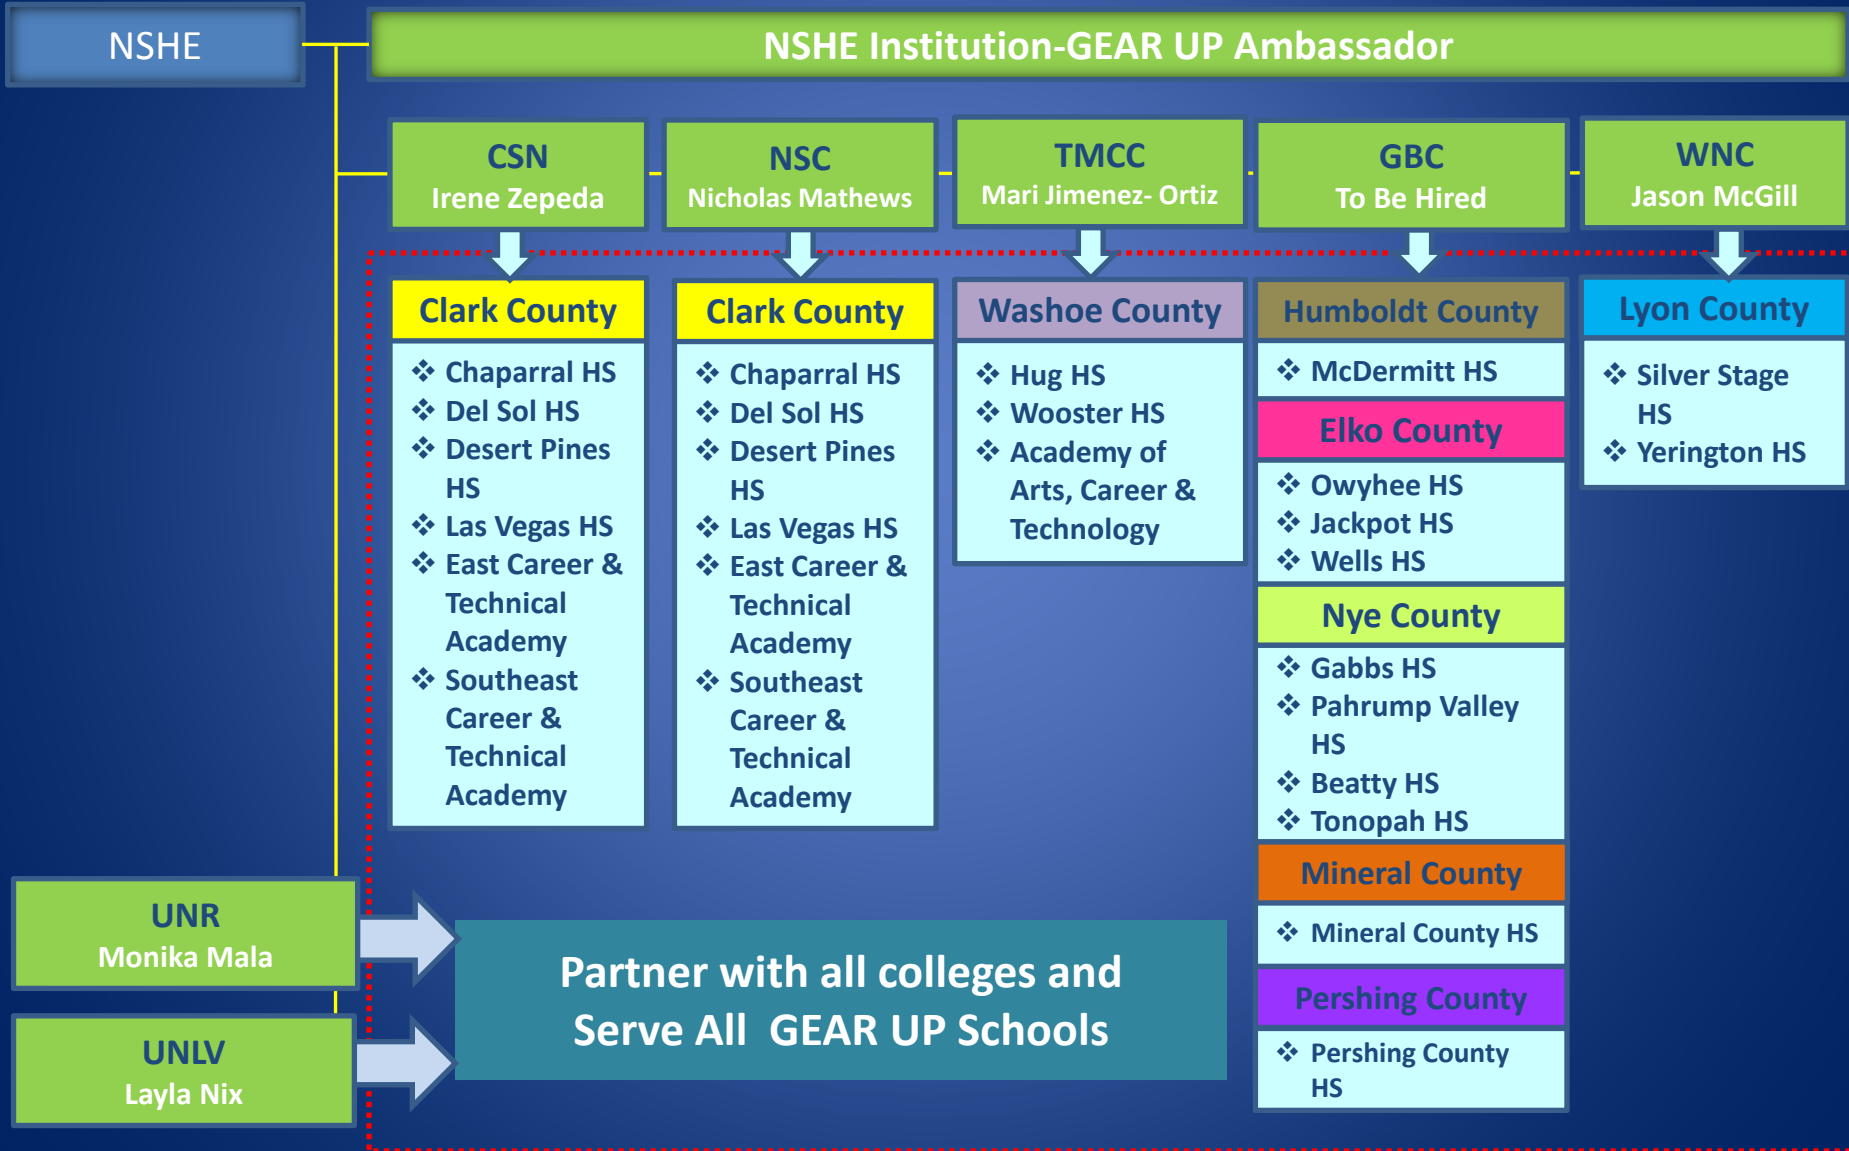 NSHE
NSHE Institution-GEAR UP Ambassador
CSN
Irene Zepeda
NSC
Nicholas Mathews
TMCC
Mari Jimenez- Ortiz
GBC
To Be Hired
WNC
Jason McGill
Clark County
❖ Chaparral HS
❖ Del Sol HS
❖ Desert Pines
HS
❖ Las Vegas HS
❖ East Career &
Technical
Academy
❖ Southeast
Career &
Technical
Academy
Clark County
❖ Chaparral HS
❖ Del Sol HS
❖ Desert Pines
HS
❖ Las Vegas HS
❖ East Career &
Technical
Academy
❖ Southeast
Career &
Technical
Academy
Washoe County
❖ Hug HS
❖ Wooster HS
❖ Academy of
Arts, Career &
Technology
Humboldt County
❖ McDermitt HS
Elko County
❖ Owyhee HS
❖ Jackpot HS
❖ Wells HS
Nye County
❖ Gabbs HS
❖ Pahrump Valley
HS
❖ Beatty HS
❖ Tonopah HS
Mineral County
❖ Mineral County HS
Pershing County
❖ Pershing County
HS
Lyon County
❖ Silver Stage
HS
❖ Yerington HS
UNR
Monika Mala
UNLV
Layla Nix
Partner with all colleges and
Serve All  GEAR UP Schools